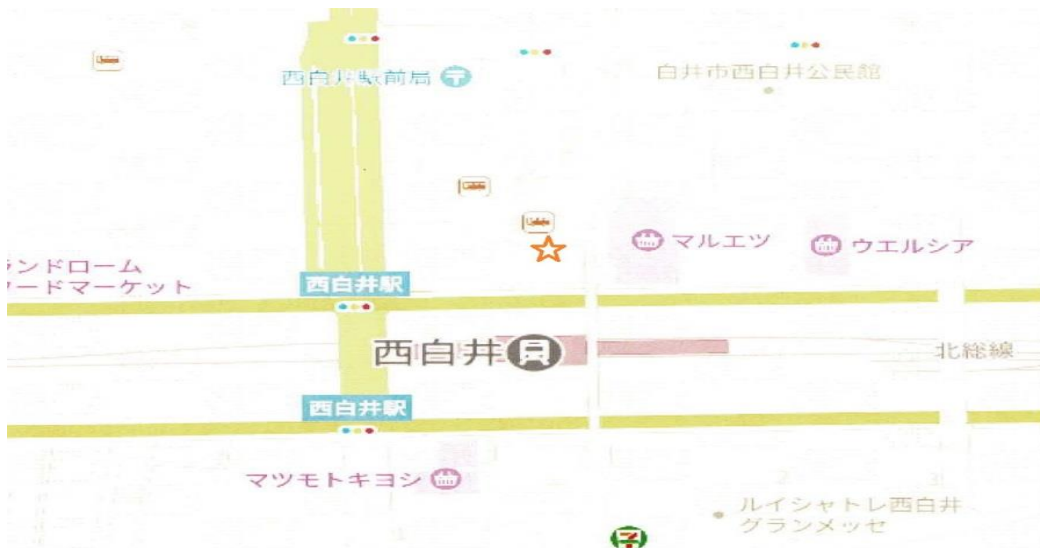 西白井駅前局
白井市西白井公民館
マルエツ
ウエルシア
ランドローム
フードマーケット
西白井駅
西白井
北総線
西白井駅
マツモトキヨシ
ルイシャトレ西白井
グランメッセ
7